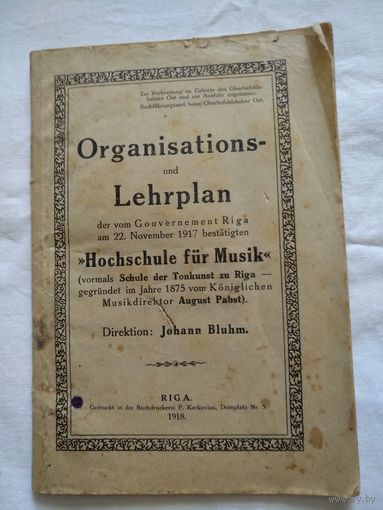 Zur Verbreitung im Gebiete des Oberbefehls-
habers Ost und zur Ausfuhr zugelassen.
Buchprüfungsamt beim Oberbefehlshaber Ost.
Organisations-
und
Lehrplan
der vom Gouvernement Riga
am 22. November 1917 bestätigten
»Hochschule für Musik«
(vormals Schule der Tonkunst zu Riga —
gegründet im Jahre 1875 vom Königlichen
Musikdirektor August Pabst).
Direktion: Johann Bluhm.
RIGA.
Gedruckt in der Buchdruckerei P. Kerkovius, Domplatz Nr. 5.
1918.